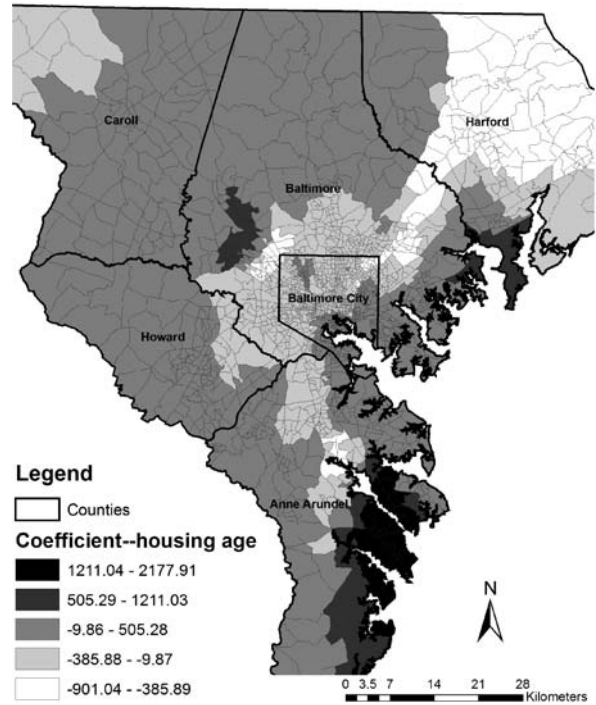 Caroll
Harford
Baltimore
Baltimore City
Howard
Anne Arundel
Legend
Counties
Coefficient--housing age
1211.04 - 2177.91
505.29 - 1211.03
-9.86 - 505.28
-385.88 - -9.87
-901.04 - -385.89
N
0 3.5 7 14 21 28
Kilometers